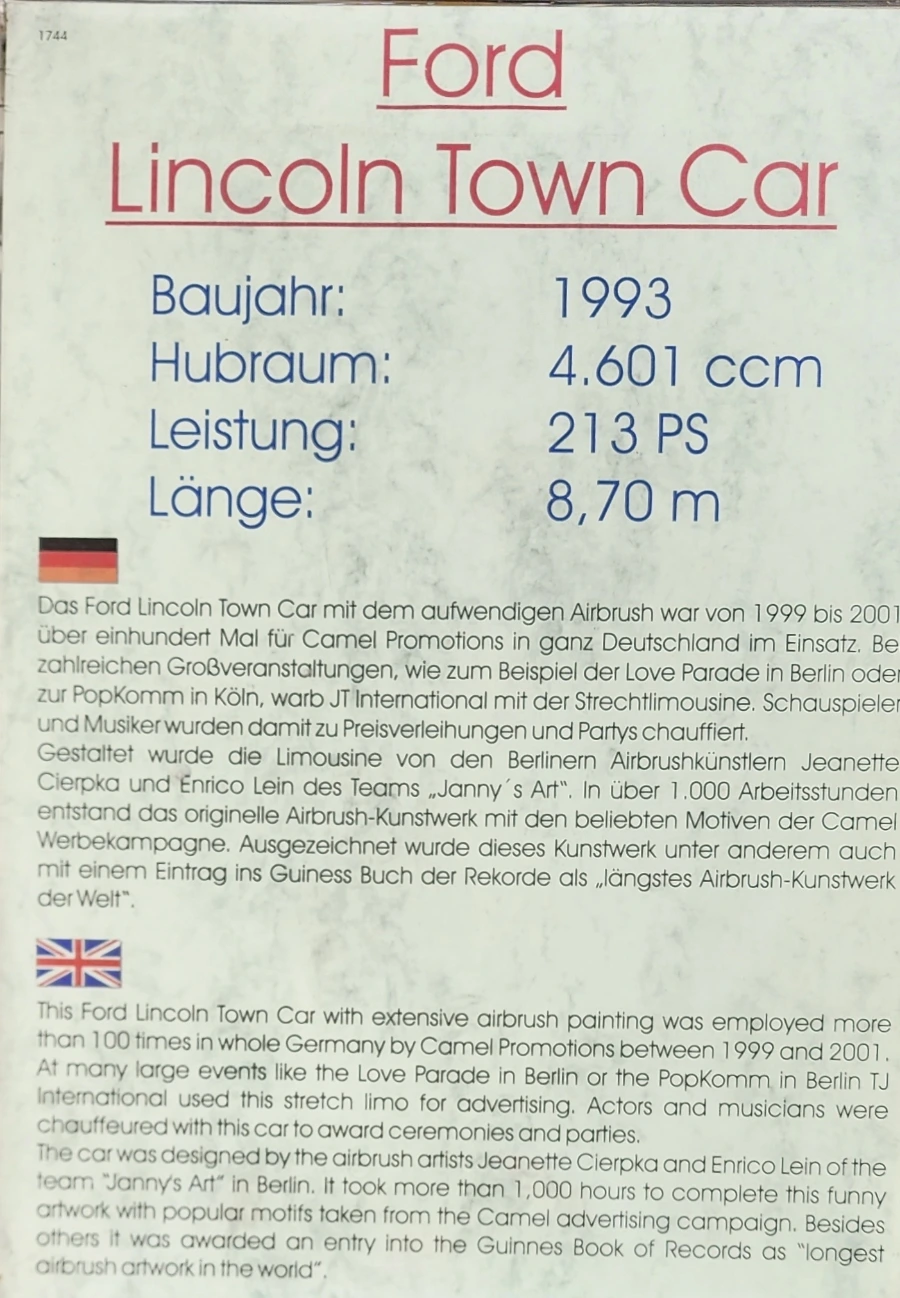 1744
Ford
Lincoln Town Car
Baujahr: 1993
Hubraum: 4.601 ccm
Leistung: 213 PS
Länge: 8,70 m
Das Ford Lincoln Town Car mit dem aufwendigen Airbrush war von 1999 bis 2001
über einhundert Mal für Camel Promotions in ganz Deutschland im Einsatz. Be
zahlreichen Großveranstaltungen, wie zum Beispiel der Love Parade in Berlin oder
zur PopKomm in Köln, warb JT International mit der Strechtlimousine. Schauspieler
und Musiker wurden damit zu Preisverleihungen und Partys chauffiert.
Gestaltet wurde die Limousine von den Berlinern Airbrushkünstlern Jeanette
Cierpka und Enrico Lein des Teams „Janny´s Art“. In über 1.000 Arbeitsstunden
entstand das originelle Airbrush-Kunstwerk mit den beliebten Motiven der Camel
Werbekampagne. Ausgezeichnet wurde dieses Kunstwerk unter anderem auch
mit einem Eintrag ins Guiness Buch der Rekorde als „längstes Airbrush-Kunstwerk
der Welt“.
This Ford Lincoln Town Car with extensive airbrush painting was employed more
than 100 times in whole Germany by Camel Promotions between 1999 and 2001.
At many large events like the Love Parade in Berlin or the PopKomm in Berlin TJ
International used this stretch limo for advertising. Actors and musicians were
chauffeured with this car to award ceremonies and parties.
The car was designed by the airbrush artists Jeanette Cierpka and Enrico Lein of the
team "Janny's Art" in Berlin. It took more than 1,000 hours to complete this funny
artwork with popular motifs taken from the Camel advertising campaign. Besides
others it was awarded an entry into the Guinnes Book of Records as "longest
airbrush artwork in the world".